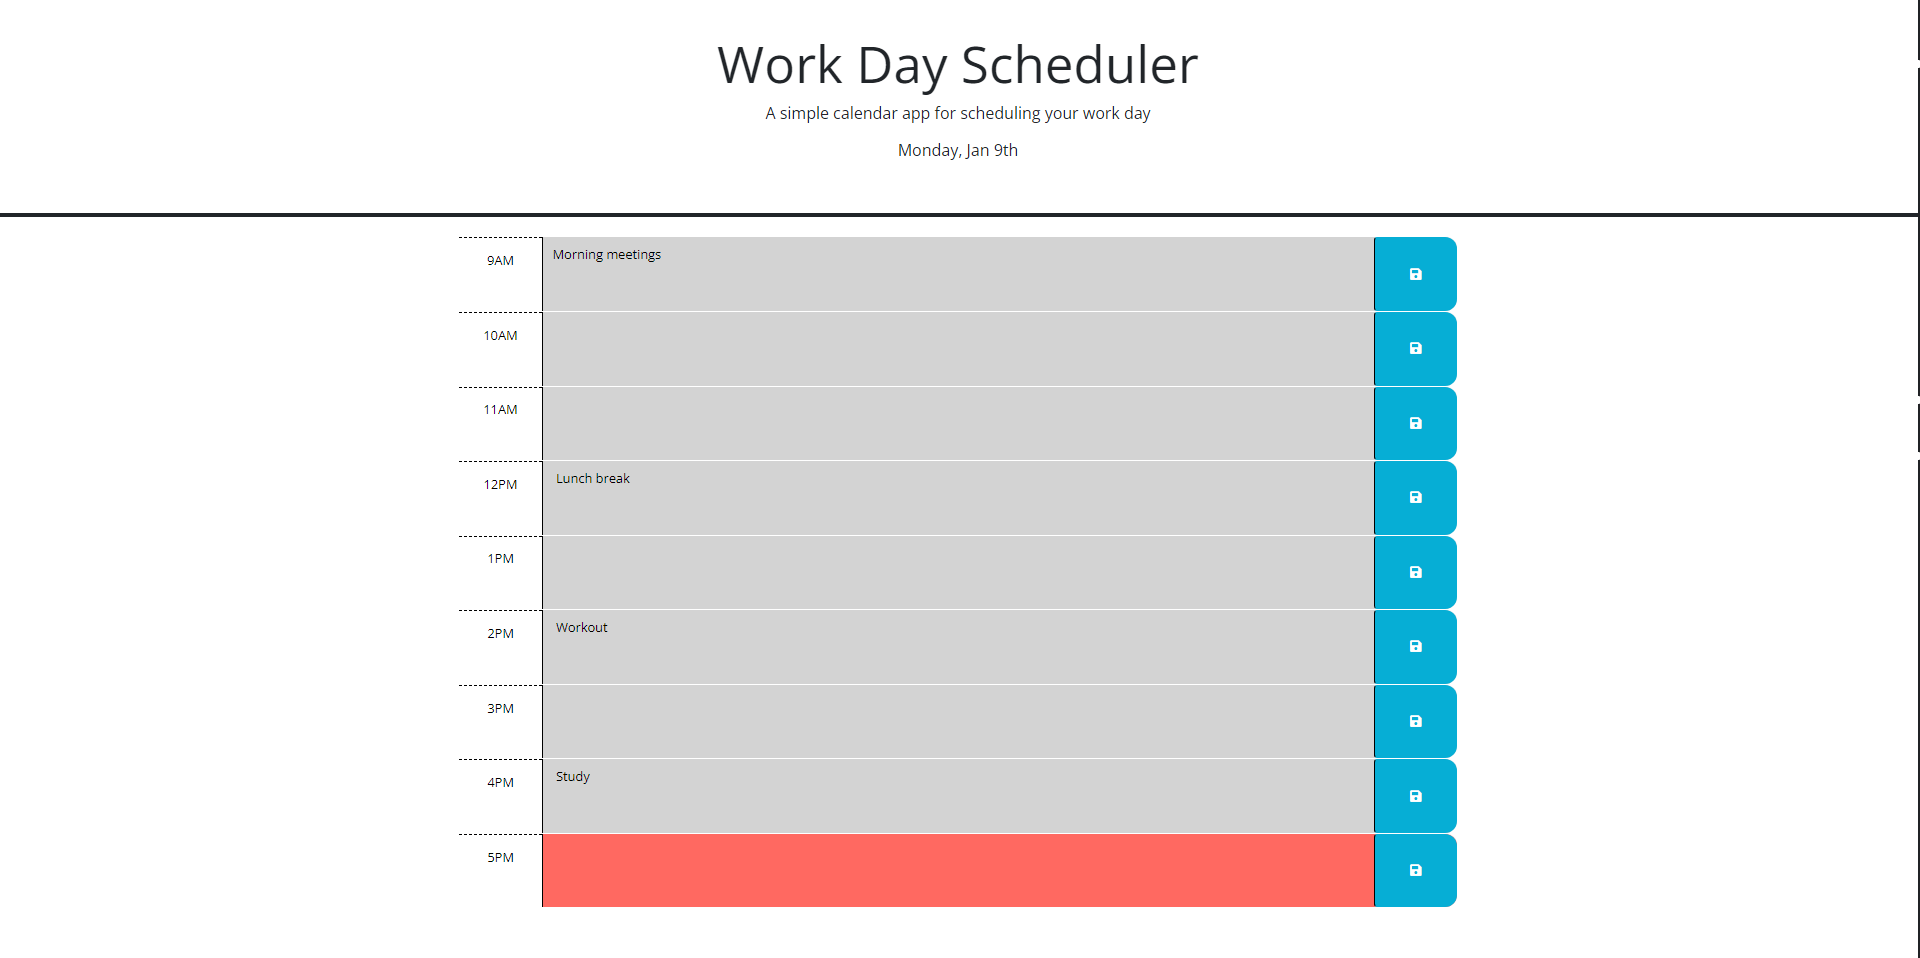 Work Day Scheduler
A simple calendar app for scheduling your work day
Monday, Jan 9th
9AM
Morning meetings
10AM
11AM
12PM
Lunch break
1PM
2PM
Workout
3PM
4PM
Study
5PM